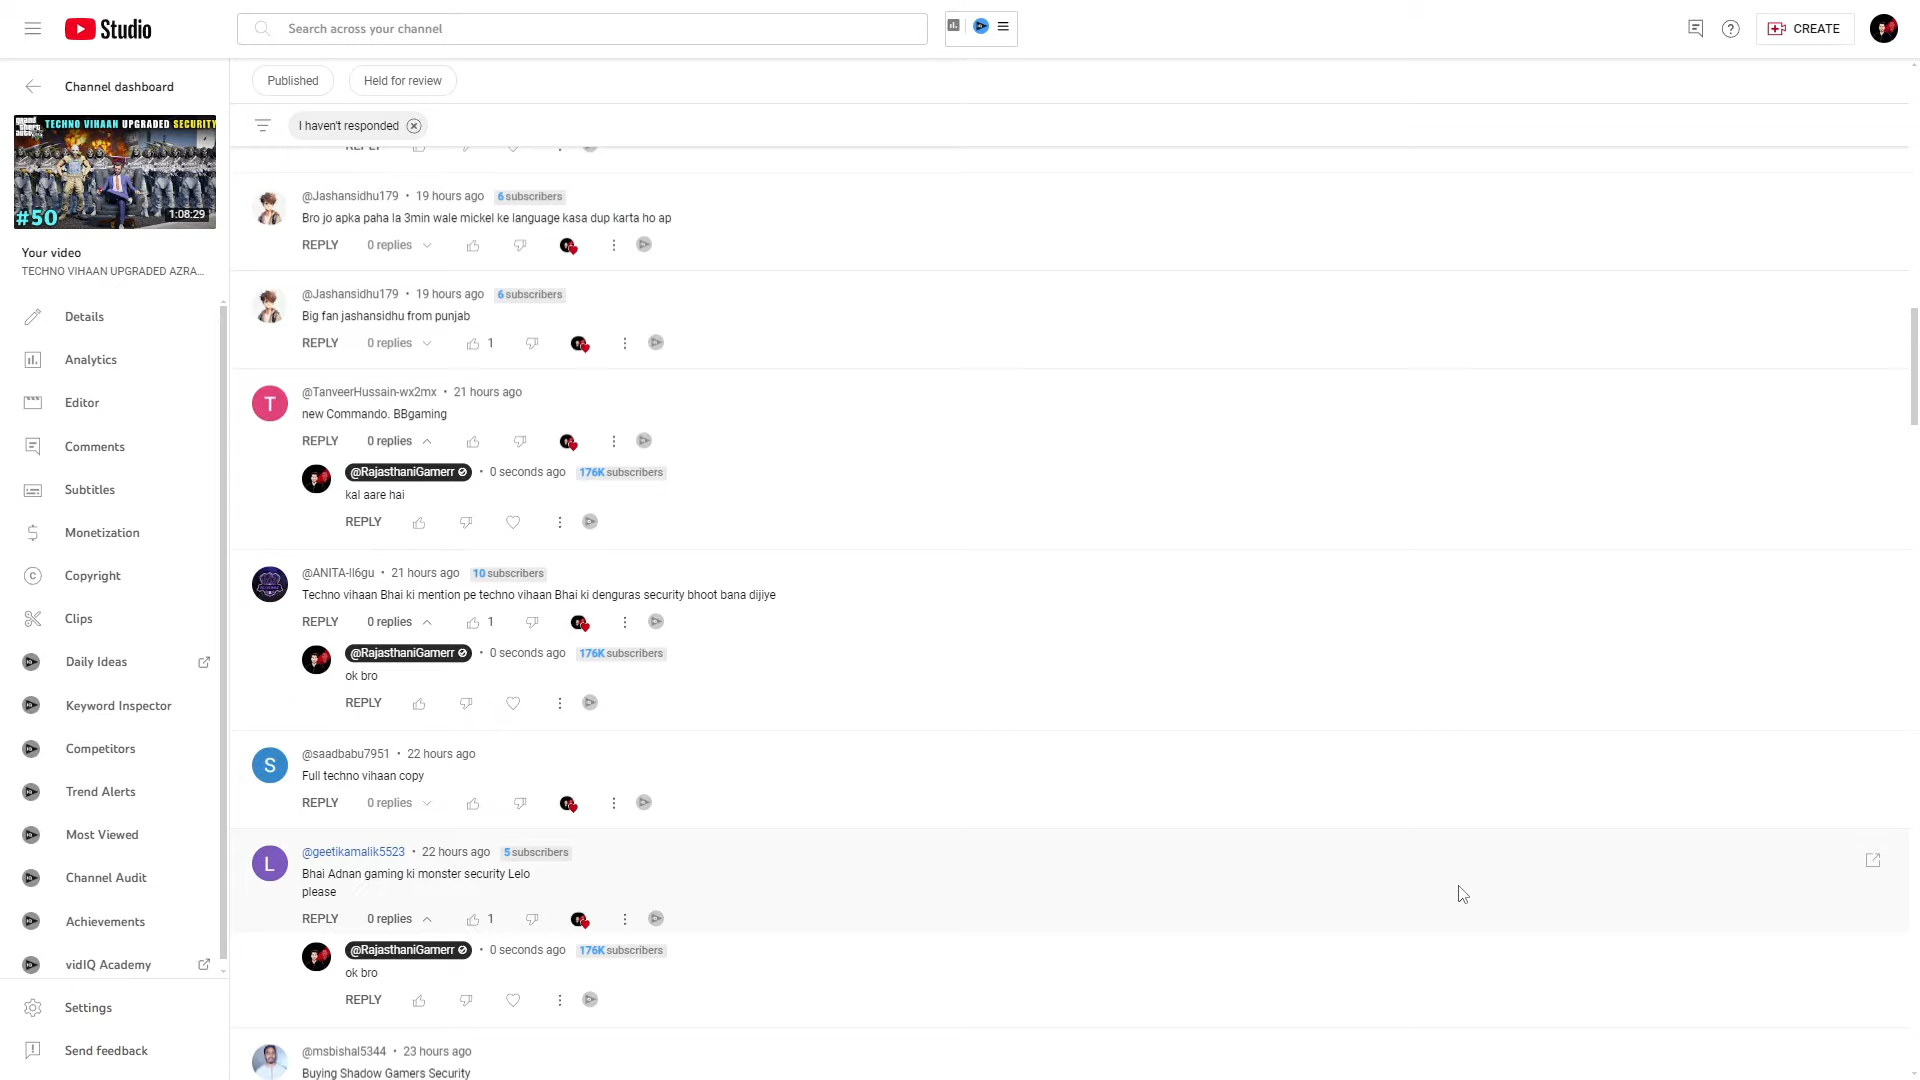 Studio
Search across your channel
CREATE
Channel dashboard
Published
Held for review
grand
theft
auto
TECHNO VIHAAN UPGRADED SECURITY
#50
1:08:29
I haven't responded
Your video
TECHNO VIHAAN UPGRADED AZRA...
Details
Analytics
Editor
Comments
Subtitles
Monetization
Copyright
Clips
Daily Ideas
Keyword Inspector
Competitors
Trend Alerts
Most Viewed
Channel Audit
Achievements
vidIQ Academy
Settings
Send feedback
REPLY
@Jashansidhu179 • 19 hours ago 6 subscribers
Bro jo apka paha la 3min wale mickel ke language kasa dup karta ho ap
REPLY 0 replies
@Jashansidhu179 • 19 hours ago 6 subscribers
Big fan jashansidhu from punjab
REPLY 0 replies 1
T @TanveerHussain-wx2mx • 21 hours ago
new Commando. BBgaming
REPLY 0 replies
@RajasthaniGamerr • 0 seconds ago 176K subscribers
kal aare hai
REPLY
@ANITA-ll6gu • 21 hours ago 10 subscribers
Techno vihaan Bhai ki mention pe techno vihaan Bhai ki denguras security bhoot bana dijiye
REPLY 0 replies 1
@RajasthaniGamerr • 0 seconds ago 176K subscribers
ok bro
REPLY
S @saadbabu7951 • 22 hours ago
Full techno vihaan copy
REPLY 0 replies
L @geetikamalik5523 • 22 hours ago 5 subscribers
Bhai Adnan gaming ki monster security Lelo
please
REPLY 0 replies 1
@RajasthaniGamerr • 0 seconds ago 176K subscribers
ok bro
REPLY
@msbishal5344 • 23 hours ago
Buying Shadow Gamers Security